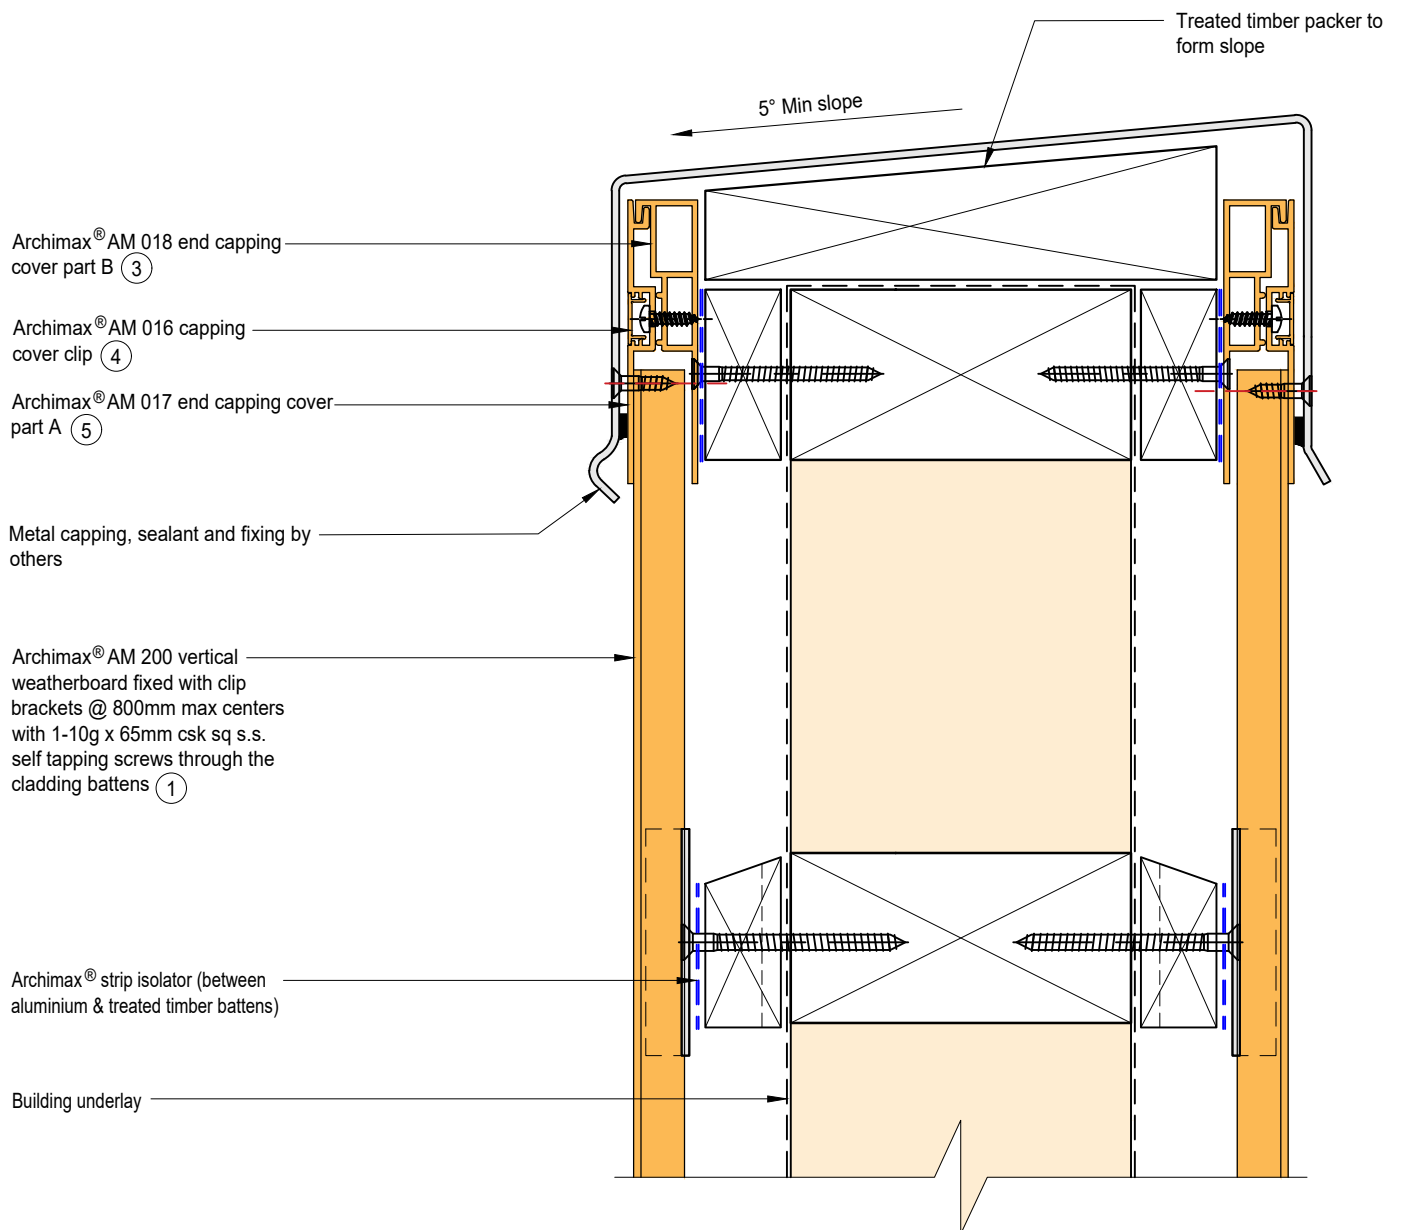 Treated timber packer to
form slope
5° Min slope
Archimax® AM 018 end capping
cover part B 3
Archimax® AM 016 capping
cover clip 4
Archimax® AM 017 end capping cover
part A 5
Metal capping, sealant and fixing by
others
Archimax® AM 200 vertical
weatherboard fixed with clip
brackets @ 800mm max centers
with 1-10g x 65mm csk sq s.s.
self tapping screws through the
cladding battens 1
Archimax® strip isolator (between
aluminium & treated timber battens)
Building underlay